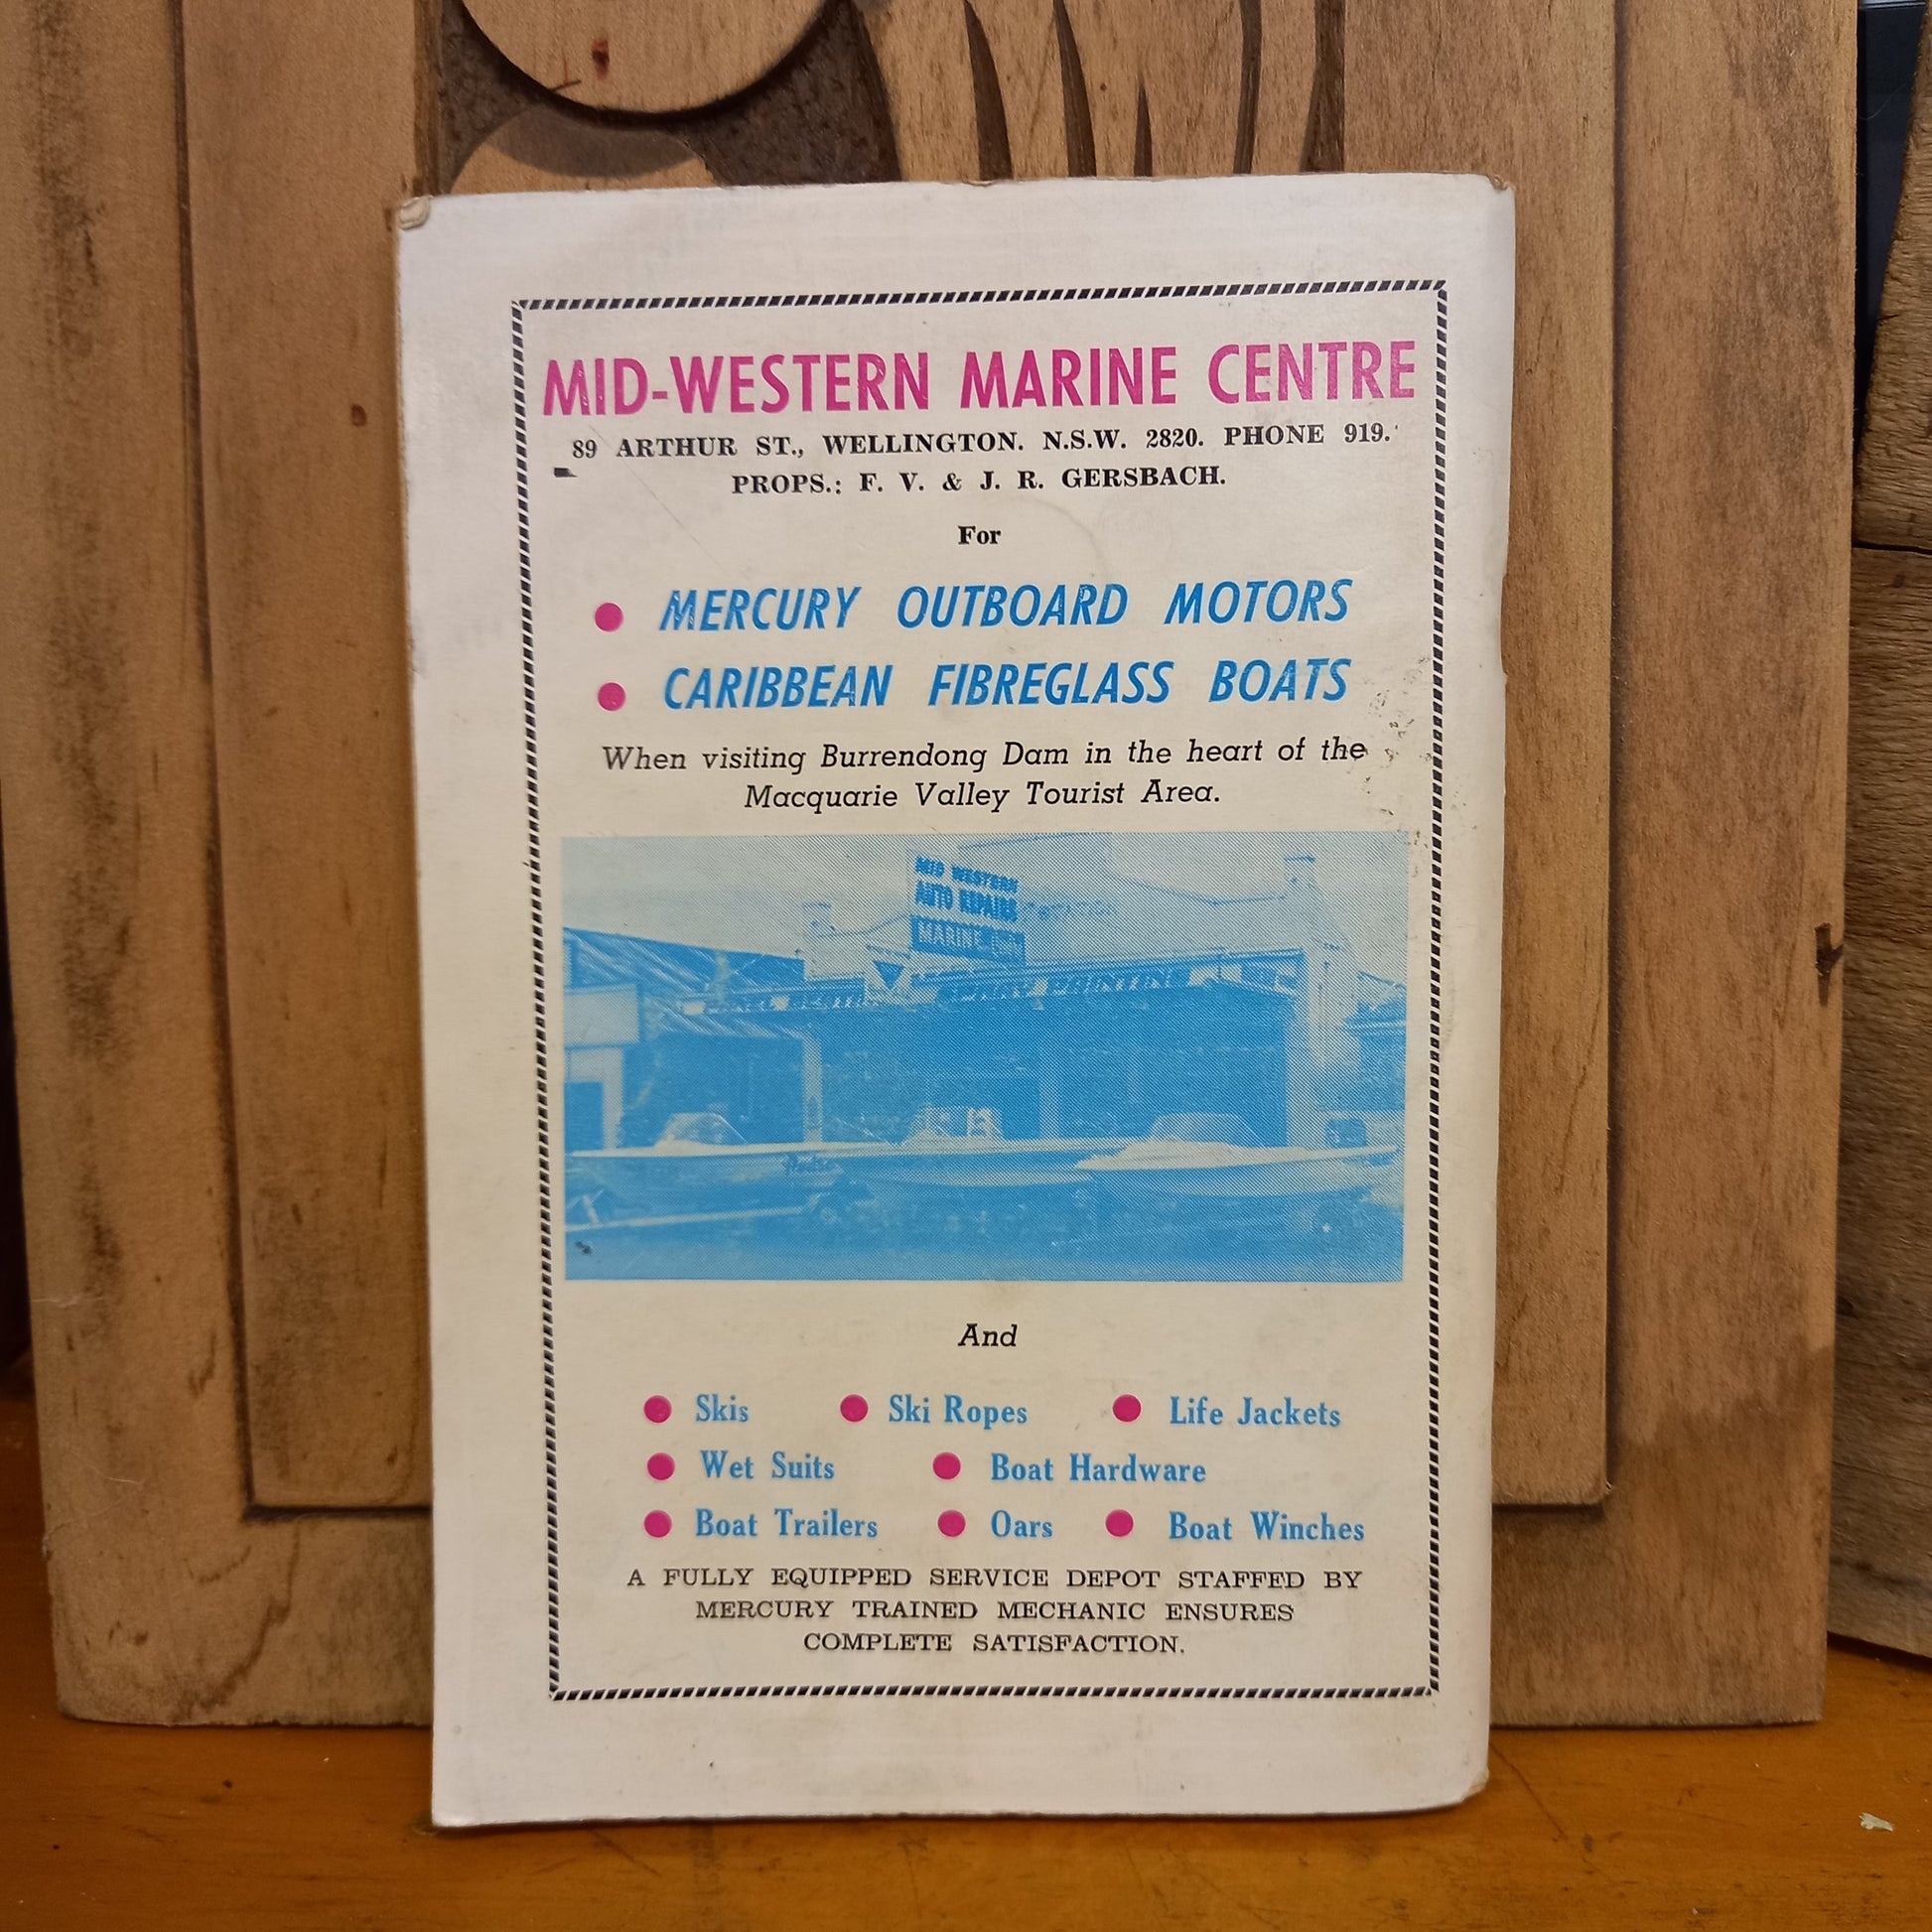 MID-WESTERN MARINE CENTRE
89 ARTHUR ST., WELLINGTON. N.S.W. 2820. PHONE 919.
PROPS.: F. V. & J. R. GERSBACH.
For
MERCURY OUTBOARD MOTORS
CARIBBEAN FIBREGLASS BOATS
When visiting Burrendong Dam in the heart of the
Macquarie Valley Tourist Area.
MID WESTERN
AUTO REPAIRS
MARINE
SPRAY PAINTING
And
Skis Ski Ropes Life Jackets
Wet Suits Boat Hardware
Boat Trailers Oars Boat Winches
A FULLY EQUIPPED SERVICE DEPOT STAFFED BY
MERCURY TRAINED MECHANIC ENSURES
COMPLETE SATISFACTION.